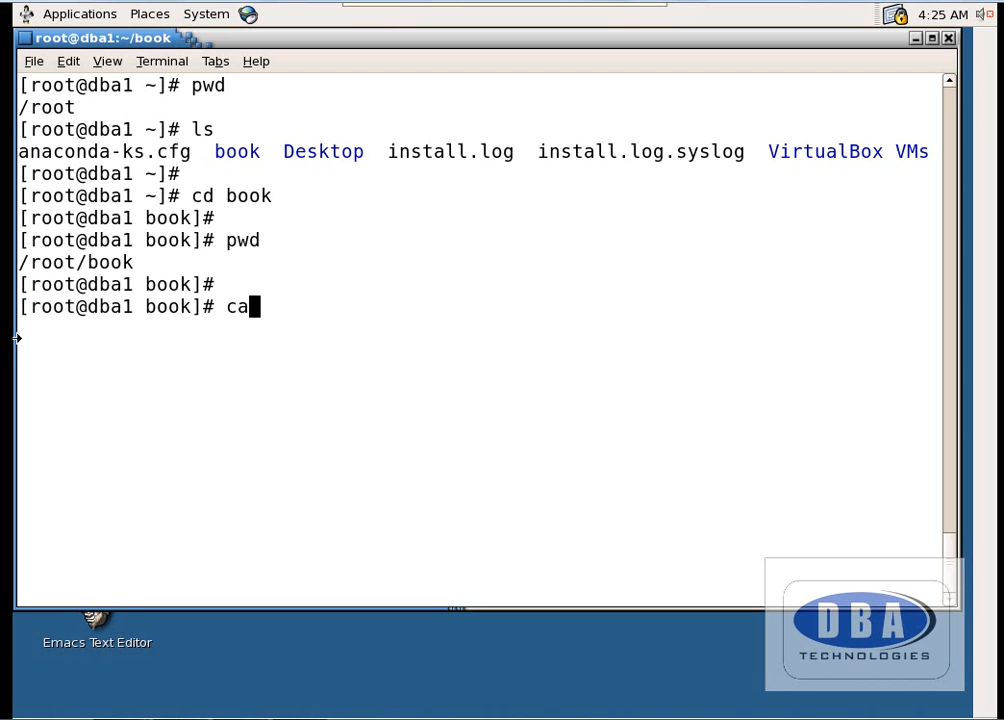 Applications Places System 4:25 AM
root@dba1:~/book
File Edit View Terminal Tabs Help
[root@dba1 ~]# pwd
/root
[root@dba1 ~]# ls
anaconda-ks.cfg book Desktop install.log install.log.syslog VirtualBox VMs
[root@dba1 ~]#
[root@dba1 ~]# cd book
[root@dba1 book]#
[root@dba1 book]# pwd
/root/book
[root@dba1 book]#
[root@dba1 book]# ca
Emacs Text Editor
DBA
TECHNOLOGIES